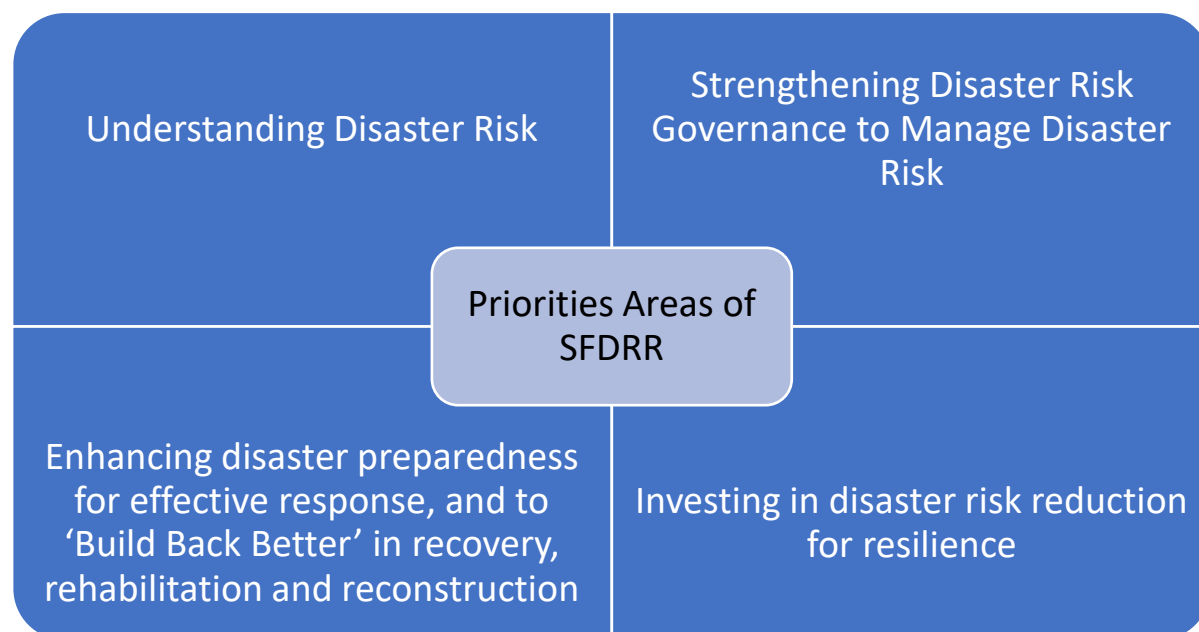 Understanding Disaster Risk
Strengthening Disaster Risk
Governance to Manage Disaster
Risk
Priorities Areas of
SFDRR
Enhancing disaster preparedness
for effective response, and to
‘Build Back Better’ in recovery,
rehabilitation and reconstruction
Investing in disaster risk reduction
for resilience